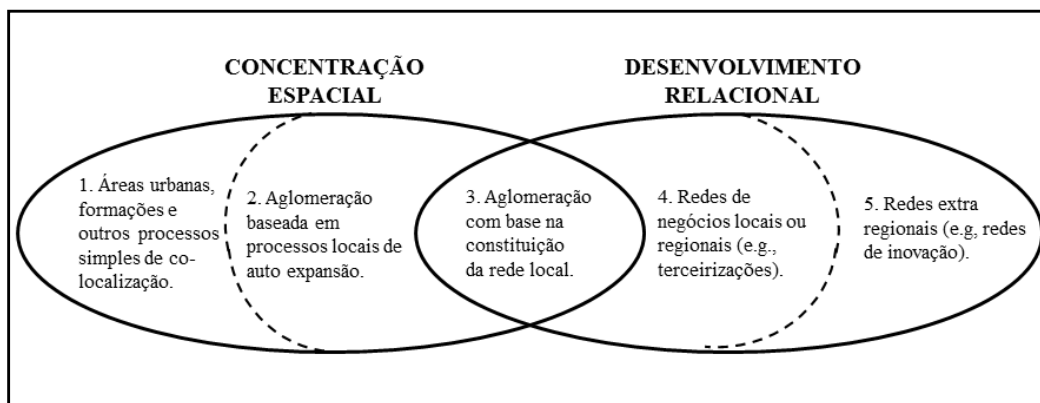 CONCENTRAÇÃO
ESPACIAL
DESENVOLVIMENTO
RELACIONAL
1. Áreas urbanas,
formações e
outros processos
simples de co-
localização.
2. Aglomeração
baseada em
processos locais de
auto expansão.
3. Aglomeração
com base na
constituição
da rede local.
4. Redes de
negócios locais ou
regionais (e.g.,
terceirizações).
5. Redes extra
regionais (e.g, redes
de inovação).